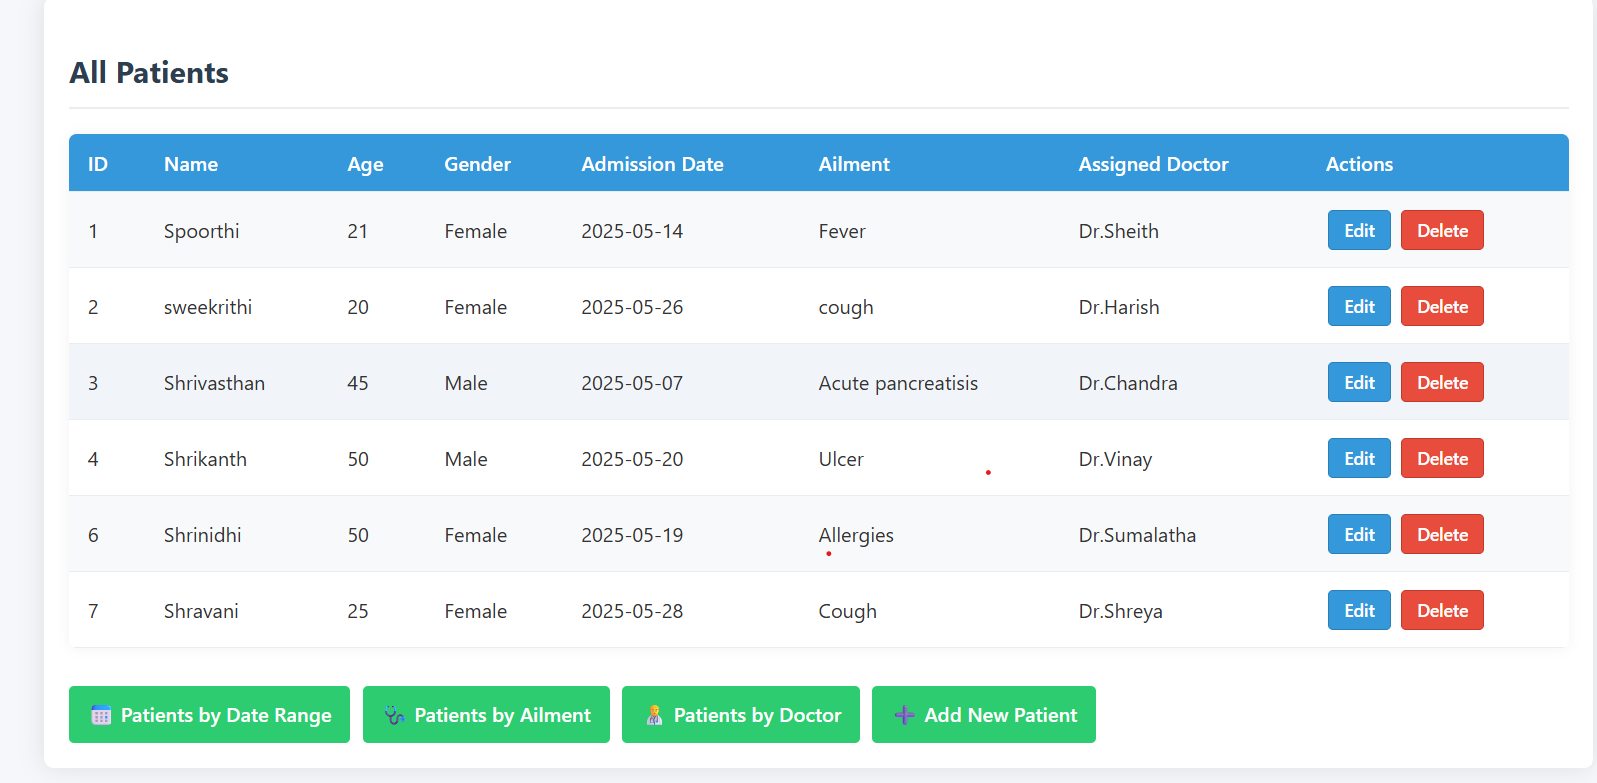 All Patients
ID Name Age Gender Admission Date Ailment Assigned Doctor Actions
1 Spoorthi 21 Female 2025-05-14 Fever Dr.Sheith Edit Delete
2 sweekrithi 20 Female 2025-05-26 cough Dr.Harish Edit Delete
3 Shrivasthan 45 Male 2025-05-07 Acute pancreatisis Dr.Chandra Edit Delete
4 Shrikanth 50 Male 2025-05-20 Ulcer Dr.Vinay Edit Delete
6 Shrinidhi 50 Female 2025-05-19 Allergies Dr.Sumalatha Edit Delete
7 Shravani 25 Female 2025-05-28 Cough Dr.Shreya Edit Delete
Patients by Date Range Patients by Ailment Patients by Doctor Add New Patient